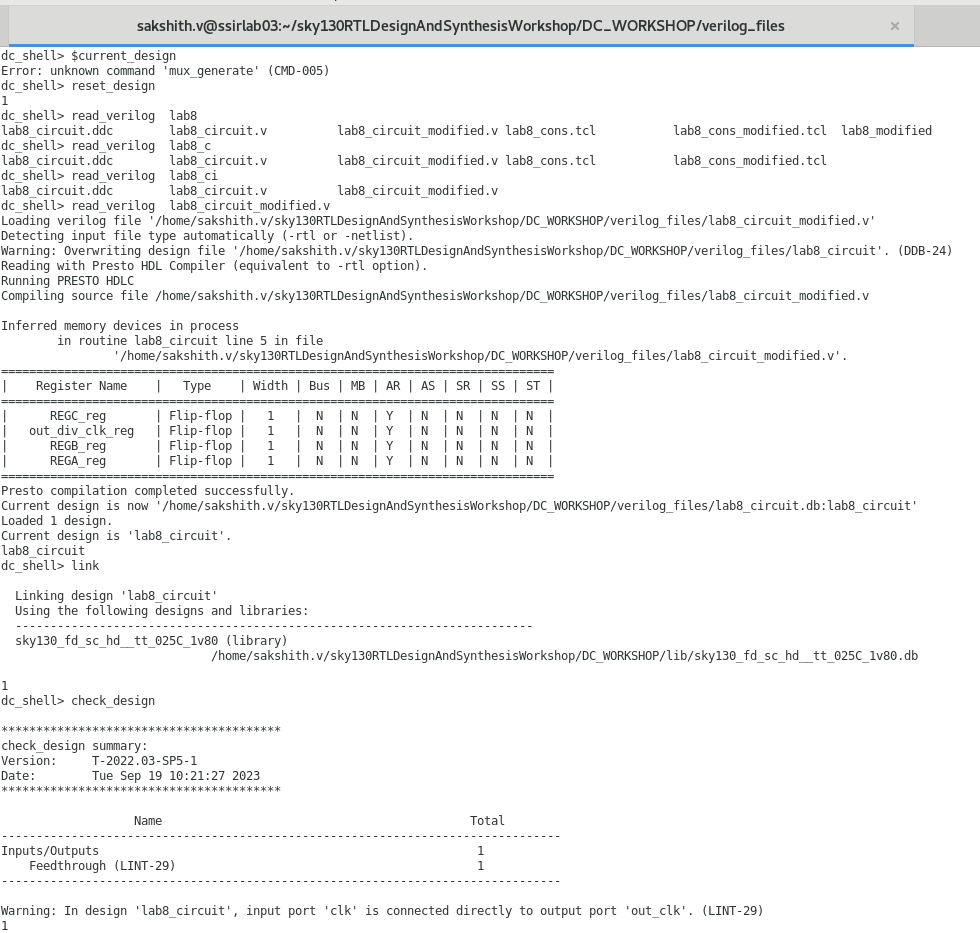 sakshith.v@ssirlab03:~/sky130RTLDesignAndSynthesisWorkshop/DC_WORKSHOP/verilog_files ×
dc_shell> $current_design
Error: unknown command 'mux_generate' (CMD-005)
dc_shell> reset_design
1
dc_shell> read_verilog  lab8
lab8_circuit.ddc        lab8_circuit.v          lab8_circuit_modified.v lab8_cons.tcl           lab8_cons_modified.tcl  lab8_modified
dc_shell> read_verilog  lab8_c
lab8_circuit.ddc        lab8_circuit.v          lab8_circuit_modified.v lab8_cons.tcl           lab8_cons_modified.tcl
dc_shell> read_verilog  lab8_ci
lab8_circuit.ddc        lab8_circuit.v          lab8_circuit_modified.v
dc_shell> read_verilog  lab8_circuit_modified.v
Loading verilog file '/home/sakshith.v/sky130RTLDesignAndSynthesisWorkshop/DC_WORKSHOP/verilog_files/lab8_circuit_modified.v'
Detecting input file type automatically (-rtl or -netlist).
Warning: Overwriting design file '/home/sakshith.v/sky130RTLDesignAndSynthesisWorkshop/DC_WORKSHOP/verilog_files/lab8_circuit'. (DDB-24)
Reading with Presto HDL Compiler (equivalent to -rtl option).
Running PRESTO HDLC
Compiling source file /home/sakshith.v/sky130RTLDesignAndSynthesisWorkshop/DC_WORKSHOP/verilog_files/lab8_circuit_modified.v

Inferred memory devices in process
        in routine lab8_circuit line 5 in file
                '/home/sakshith.v/sky130RTLDesignAndSynthesisWorkshop/DC_WORKSHOP/verilog_files/lab8_circuit_modified.v'.
===============================================================================
|    Register Name    |   Type    | Width | Bus | MB | AR | AS | SR | SS | ST |
===============================================================================
|      REGC_reg       | Flip-flop |   1   |  N  | N  | Y  | N  | N  | N  | N  |
|   out_div_clk_reg   | Flip-flop |   1   |  N  | N  | Y  | N  | N  | N  | N  |
|      REGB_reg       | Flip-flop |   1   |  N  | N  | Y  | N  | N  | N  | N  |
|      REGA_reg       | Flip-flop |   1   |  N  | N  | Y  | N  | N  | N  | N  |
===============================================================================
Presto compilation completed successfully.
Current design is now '/home/sakshith.v/sky130RTLDesignAndSynthesisWorkshop/DC_WORKSHOP/verilog_files/lab8_circuit.db:lab8_circuit'
Loaded 1 design.
Current design is 'lab8_circuit'.
lab8_circuit
dc_shell> link

  Linking design 'lab8_circuit'
  Using the following designs and libraries:
  --------------------------------------------------------------------------
  sky130_fd_sc_hd__tt_025C_1v80 (library)
                              /home/sakshith.v/sky130RTLDesignAndSynthesisWorkshop/DC_WORKSHOP/lib/sky130_fd_sc_hd__tt_025C_1v80.db

1
dc_shell> check_design

****************************************
check_design summary:
Version:     T-2022.03-SP5-1
Date:        Tue Sep 19 10:21:27 2023
****************************************

                   Name                                            Total
--------------------------------------------------------------------------------
Inputs/Outputs                                                      1
    Feedthrough (LINT-29)                                           1
--------------------------------------------------------------------------------

Warning: In design 'lab8_circuit', input port 'clk' is connected directly to output port 'out_clk'. (LINT-29)
1